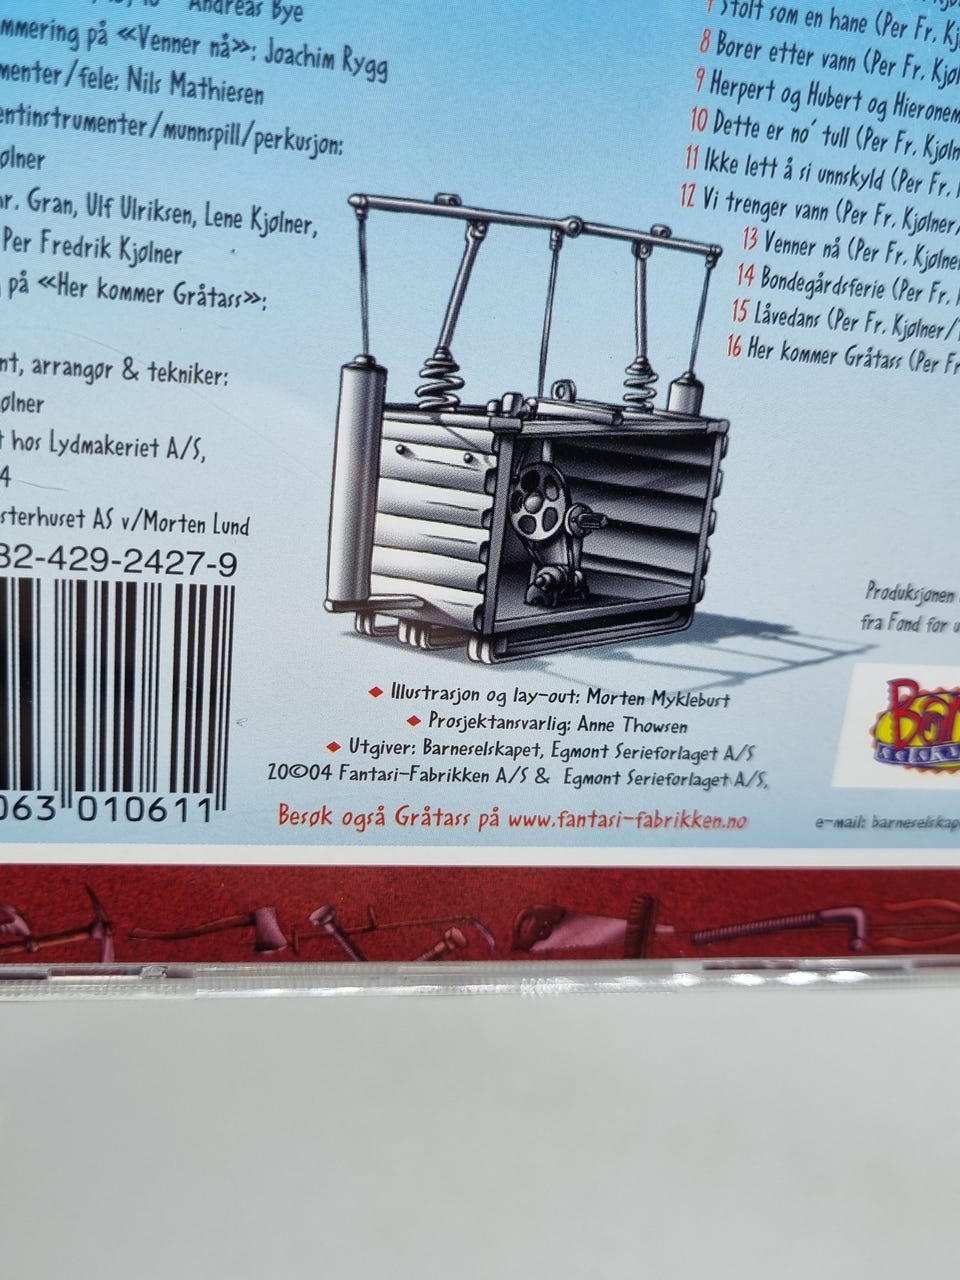 Andreas Bye
mmering på «Venner nå»: Joachim Rygg
menter/fele: Nils Mathiesen
entinstrumenter/munnspill/perkusjon:
ølner
r. Gran, Ulf Ulriksen, Lene Kjølner,
Per Fredrik Kjølner
på «Her kommer Gråtass»:
nt, arrangør & tekniker:
ølner
t hos Lydmakeriet A/S,
4
sterhuset AS v/Morten Lund
82-429-2427-9
063 010611
7 Stolt som en hane (Per Fr. Kj
8 Borer etter vann (Per Fr. Kjø
9 Herpert og Hubert og Hieronem
10 Dette er no' tull (Per Fr. Kjøln
11 Ikke lett å si unnskyld (Per Fr.
12 Vi trenger vann (Per Fr. Kjølner/
13 Venner nå (Per Fr. Kjølne
14 Bondegårdsferie (Per Fr.
15 Låvedans (Per Fr. Kjølner/
16 Her kommer Gråtass (Per Fr
Produksjonen
fra Fond for u
♦ Illustrasjon og lay-out: Morten Myklebust
♦ Prosjektansvarlig: Anne Thowsen
♦ Utgiver: Barneselskapet, Egmont Serieforlaget A/S
20©04 Fantasi-Fabrikken A/S & Egmont Serieforlaget A/S,
Besøk også Gråtass på www.fantasi-fabrikken.no
Bar
SELSKA
e-mail: barneselskap